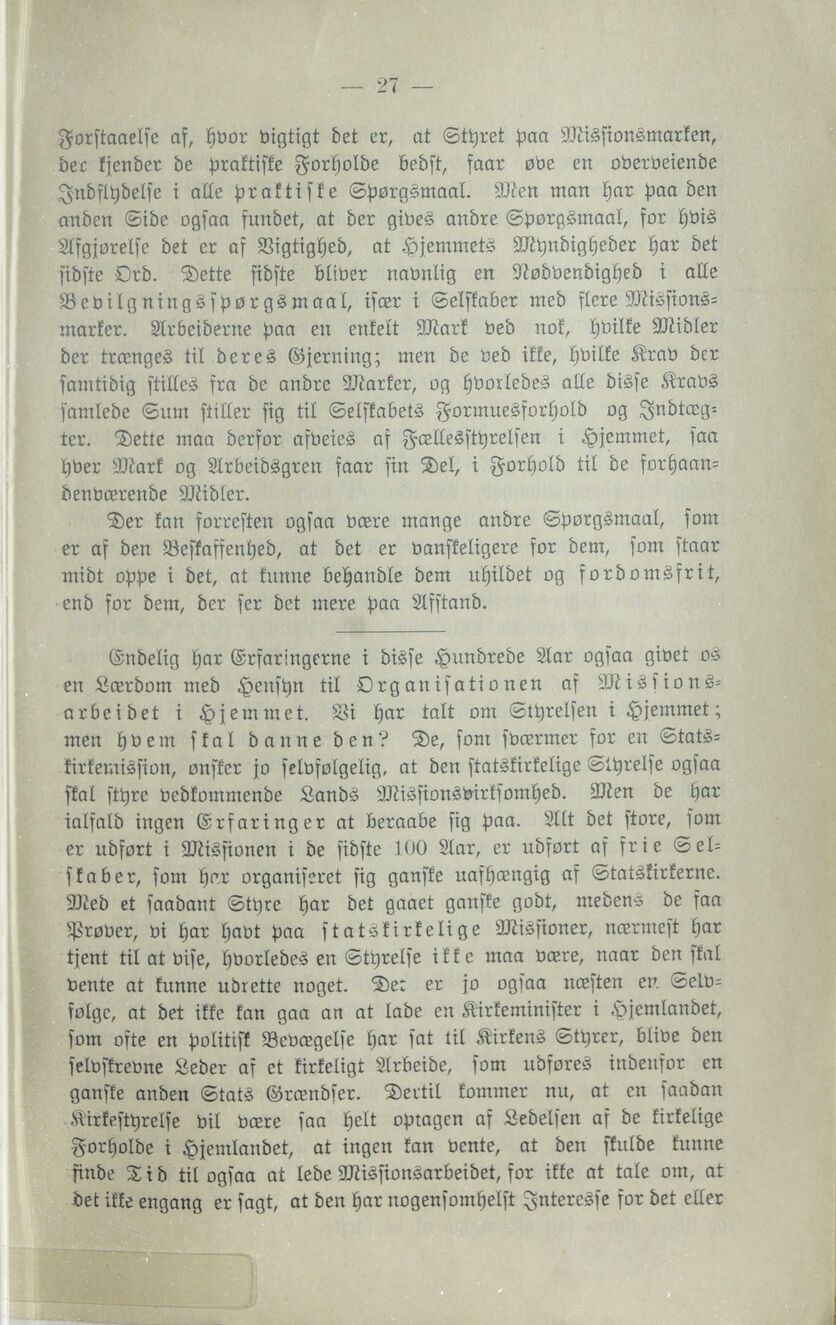 — 27 —
Forstaaelse af, hvor vigtigt det er, at Styret paa Missionsmarken,
der kjender de praktiske Forholde bedst, faar øve en overveiende
Indflydelse i alle praktiske Spørgsmaal. Men man har paa den
anden Side ogsaa fundet, at der gives andre Spørgsmaal, for hvis
Afgjørelse det er af Vigtighed, at Hjemmets Myndigheder har det
sidste Ord. Dette sidste bliver navnlig en Nødvendighed i alle
Bevilgningsspørgsmaal, især i Selskaber med flere Missions-
marker. Arbeiderne paa en enkelt Mark ved nok, hvilke Midler
der trænges til deres Gjerning; men de ved ikke, hvilke Krav der
samtidig stilles fra de andre Marker, og hvorledes alle disse Kravs
samlede Sum stiller sig til Selskabets Formuesforhold og Indtæg-
ter. Dette maa derfor afveies af Fællesstyrelsen i Hjemmet, saa
hver Mark og Arbeidsgren faar sin Del, i Forhold til de forhaan-
denværende Midler.
Der kan forresten ogsaa være mange andre Spørgsmaal, som
er af den Beskaffenhed, at det er vanskeligere for dem, som staar
midt oppe i det, at kunne behandle dem uhildet og fordomsfrit,
end for dem, der ser det mere paa Afstand.
Endelig har Erfaringerne i disse Hundrede Aar ogsaa givet os
en Lærdom med Hensyn til Organisationen af Missions-
arbeidet i Hjemmet. Vi har talt om Styrelsen i Hjemmet;
men hvem skal danne den? De, som sværmer for en Stats-
kirkemission, ønsker jo selvfølgelig, at den statskirkelige Styrelse ogsaa
skal styre vedkommende Lands Missionsvirksomhed. Men de har
ialfald ingen Erfaringer at beraabe sig paa. Alt det store, som
er udført i Missionen i de sidste 100 Aar, er udført af frie Sel-
skaber, som har organiseret sig ganske uafhængig af Statskirkerne.
Med et saadant Styre har det gaaet ganske godt, medens de faa
Prøver, vi har havt paa statskirkelige Missioner, nærmest har
tjent til at vise, hvorledes en Styrelse ikke maa være, naar den skal
vente at kunne udrette noget. Det er jo ogsaa næsten en Selv-
følge, at det ikke kan gaa an at lade en Kirkeminister i Hjemlandet,
som ofte en politisk Bevægelse har sat til Kirkens Styrer, blive den
selvskrevne Leder af et kirkeligt Arbeide, som udføres indenfor en
ganske anden Stats Grændser. Dertil kommer nu, at en saadan
Kirkestyrelse vil være saa helt optagen af Ledelsen af de kirkelige
Forholde i Hjemlandet, at ingen kan vente, at den skulde kunne
finde Tid til ogsaa at lede Missionsarbeidet, for ikke at tale om, at
det ikke engang er sagt, at den har nogensomhelst Interesse for det eller